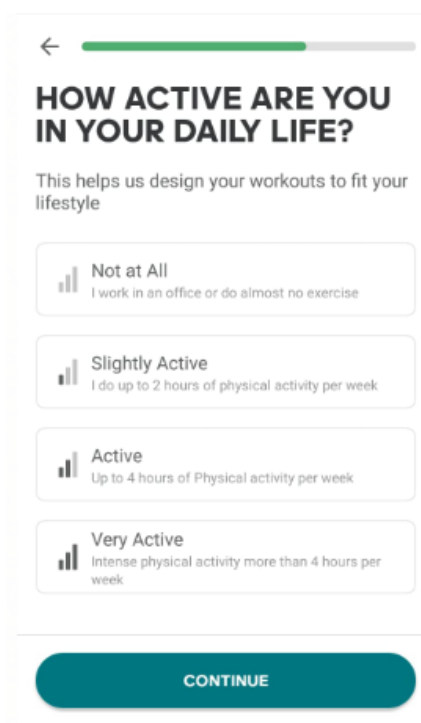 HOW ACTIVE ARE YOU
IN YOUR DAILY LIFE?
This helps us design your workouts to fit your
lifestyle
Not at All
I work in an office or do almost no exercise
Slightly Active
I do up to 2 hours of physical activity per week
Active
Up to 4 hours of Physical activity per week
Very Active
Intense physical activity more than 4 hours per
week
CONTINUE